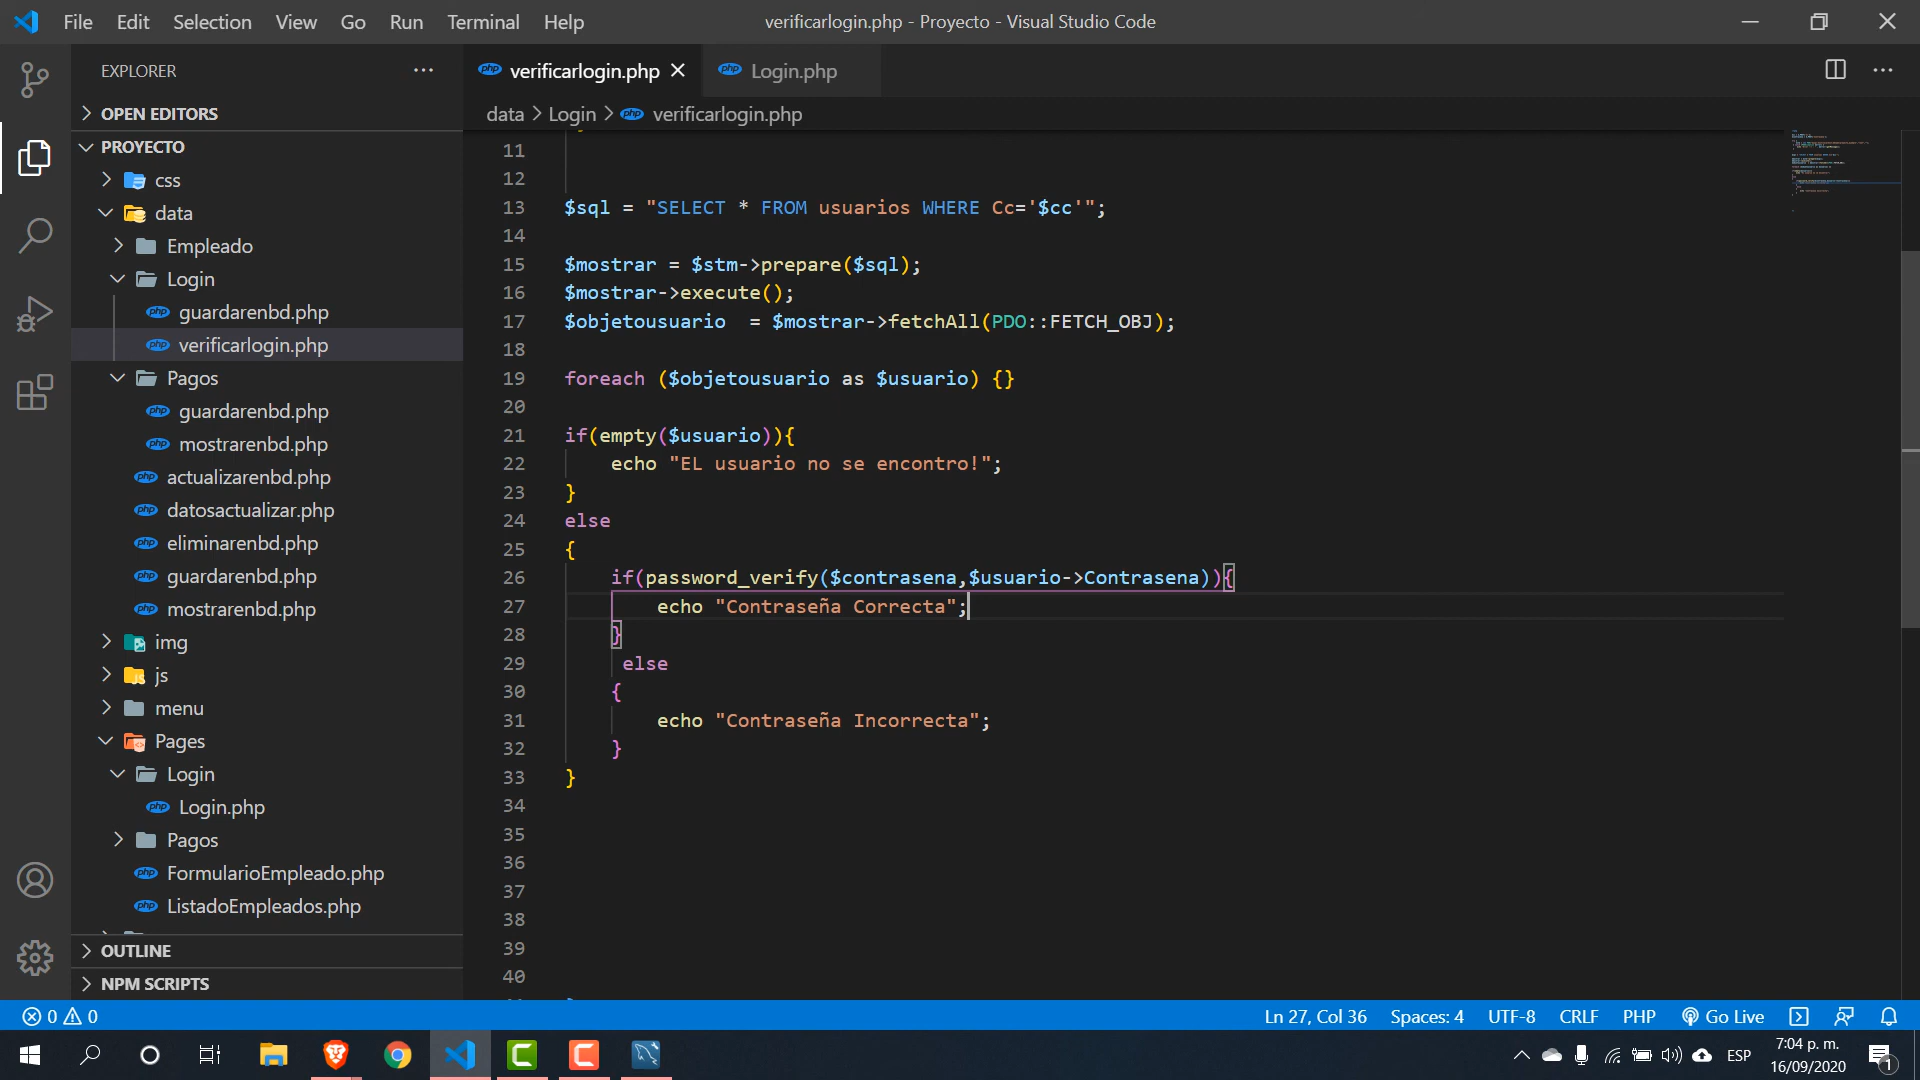 File Edit Selection View Go Run Terminal Help
verificarlogin.php - Proyecto - Visual Studio Code
EXPLORER
OPEN EDITORS
PROYECTO
css
data
Empleado
Login
guardarenbd.php
verificarlogin.php
Pagos
guardarenbd.php
mostrarenbd.php
actualizarenbd.php
datosactualizar.php
eliminarenbd.php
guardarenbd.php
mostrarenbd.php
img
js
menu
Pages
Login
Login.php
Pagos
FormularioEmpleado.php
ListadoEmpleados.php
OUTLINE
NPM SCRIPTS
verificarlogin.php
Login.php
data > Login > verificarlogin.php
11
12
13 $sql = "SELECT * FROM usuarios WHERE Cc='$cc'";
14
15 $mostrar = $stm->prepare($sql);
16 $mostrar->execute();
17 $objetousuario  = $mostrar->fetchAll(PDO::FETCH_OBJ);
18
19 foreach ($objetousuario as $usuario) {}
20
21 if(empty($usuario)){
22     echo "EL usuario no se encontro!";
23 }
24 else
25 {
26     if(password_verify($contrasena,$usuario->Contrasena)){
27         echo "Contraseña Correcta";
28     }
29      else
30     {
31         echo "Contraseña Incorrecta";
32     }
33 }
34
35
36
37
38
39
40
0 0
Ln 27, Col 36 Spaces: 4 UTF-8 CRLF PHP Go Live
ESP
7:04 p. m.
16/09/2020
1